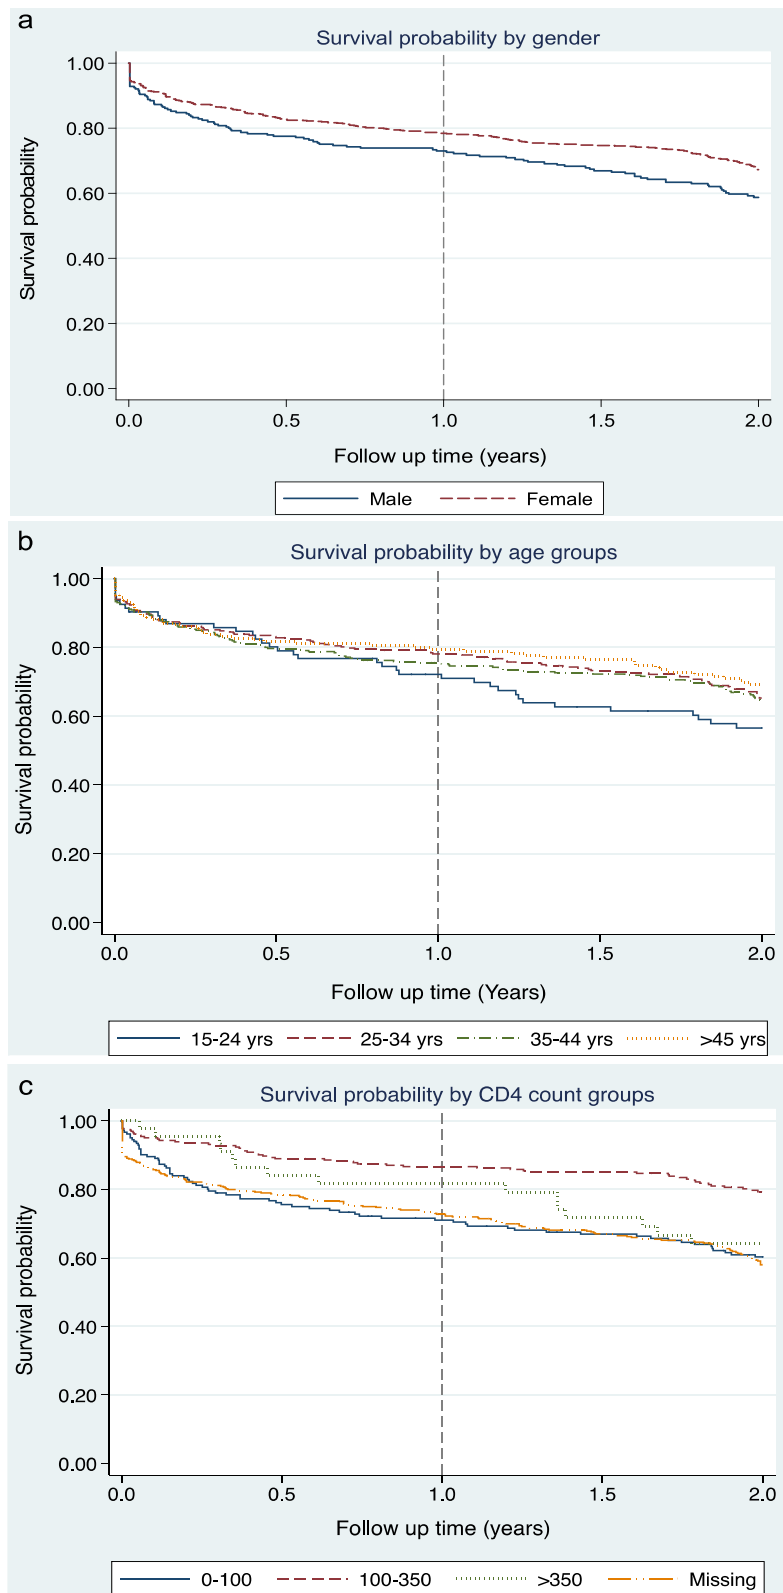 a
Survival probability by gender
Survival probability
1.00
0.80
0.60
0.40
0.20
0.00
0.0 0.5 1.0 1.5 2.0
Follow up time (years)
Male Female
b
Survival probability by age groups
Survival probability
1.00
0.80
0.60
0.40
0.20
0.00
0.0 0.5 1.0 1.5 2.0
Follow up time (Years)
15-24 yrs 25-34 yrs 35-44 yrs >45 yrs
c
Survival probability by CD4 count groups
Survival probability
1.00
0.80
0.60
0.40
0.20
0.00
0.0 0.5 1.0 1.5 2.0
Follow up time (years)
0-100 100-350 >350 Missing